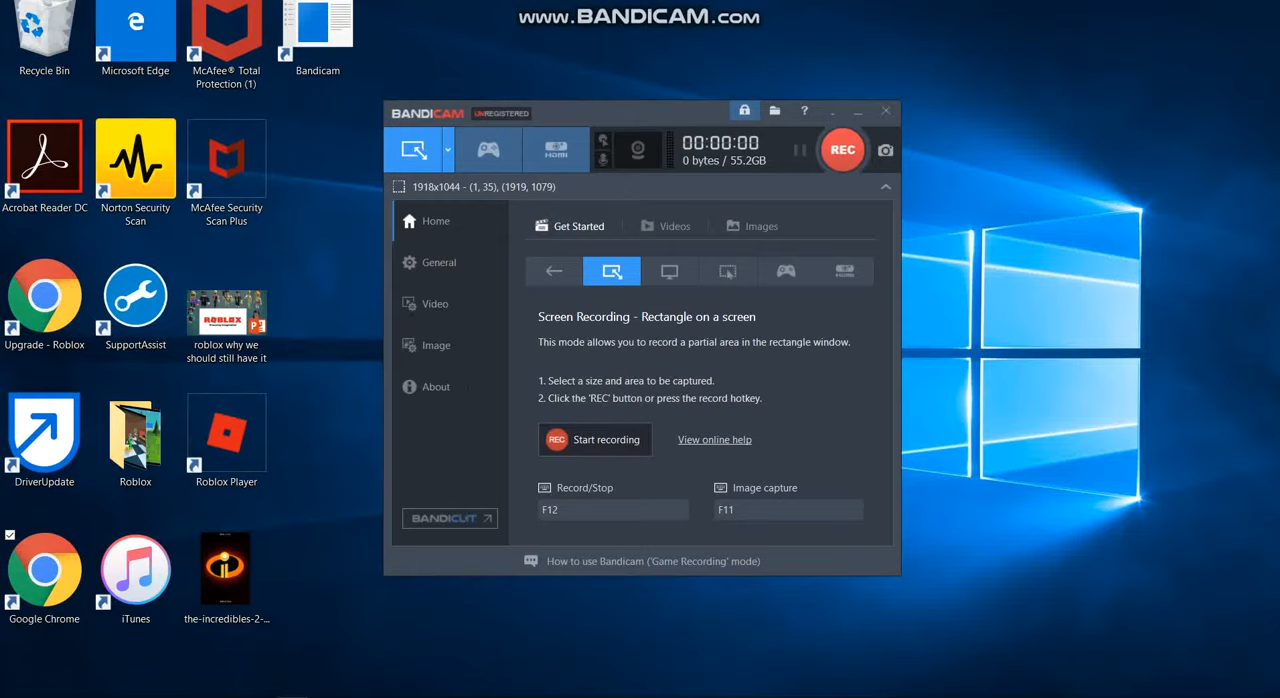 www.BANDICAM.com
Recycle Bin
Microsoft Edge
McAfee® Total
Protection (1)
Bandicam
Acrobat Reader DC
Norton Security
Scan
McAfee Security
Scan Plus
Upgrade - Roblox
SupportAssist
ROBLOX
roblox why we
should still have it
DriverUpdate
Roblox
Roblox Player
Google Chrome
iTunes
the-incredibles-2-...
BANDICAM UNREGISTERED
?
HDMI
00:00:00
0 bytes / 55.2GB
REC
1918x1044 - (1, 35), (1919, 1079)
Home
General
Video
Image
About
BANDICUT
Get Started
Videos
Images
HDMI
Screen Recording - Rectangle on a screen
This mode allows you to record a partial area in the rectangle window.
1. Select a size and area to be captured.
2. Click the 'REC' button or press the record hotkey.
REC Start recording
View online help
Record/Stop
Image capture
F12
F11
How to use Bandicam ('Game Recording' mode)